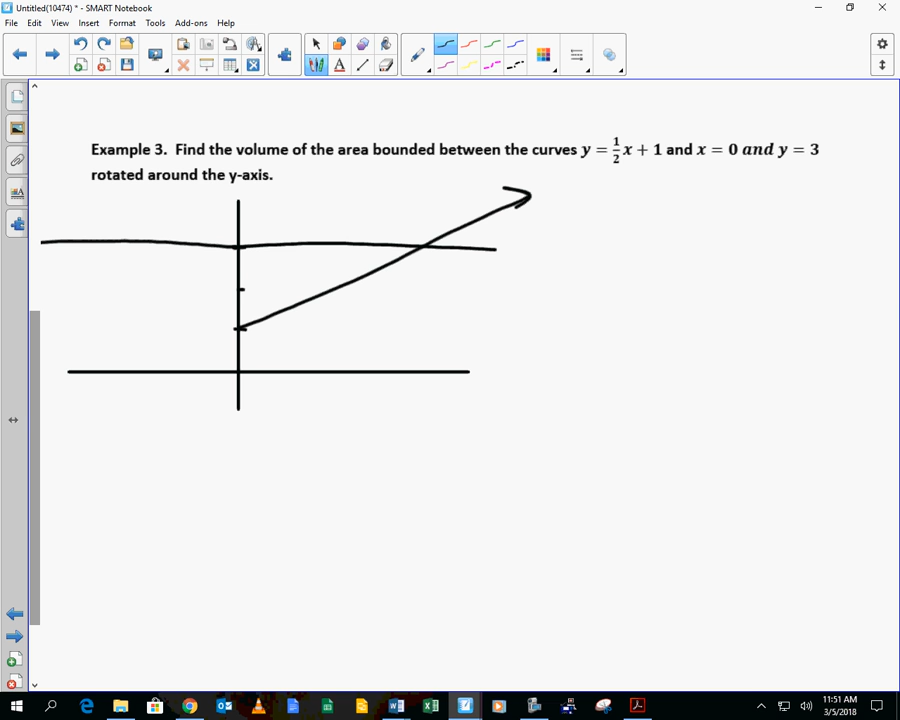 Untitled(10474) * - SMART Notebook
File Edit View Insert Format Tools Add-ons Help
Example 3. Find the volume of the area bounded between the curves y = 1/2 x + 1 and x = 0 and y = 3
rotated around the y-axis.
11:51 AM
3/5/2018